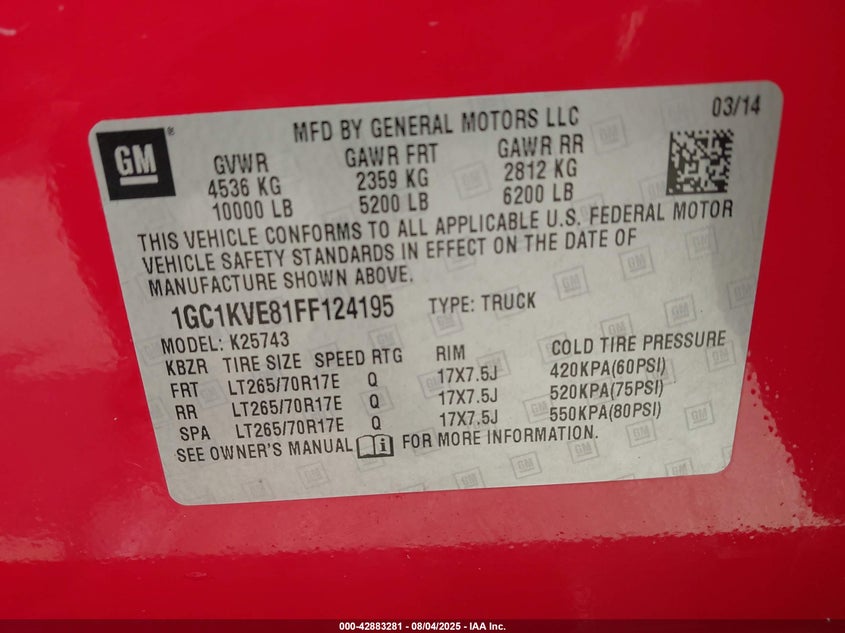 03/14
MFD BY GENERAL MOTORS LLC
GM ®
GVWR GAWR FRT GAWR RR
4536 KG 2359 KG 2812 KG
10000 LB 5200 LB 6200 LB
THIS VEHICLE CONFORMS TO ALL APPLICABLE U.S. FEDERAL MOTOR
VEHICLE SAFETY STANDARDS IN EFFECT ON THE DATE OF
MANUFACTURE SHOWN ABOVE.
1GC1KVE81FF124195 TYPE: TRUCK
MODEL: K25743
KBZR TIRE SIZE SPEED RTG RIM COLD TIRE PRESSURE
FRT LT265/70R17E Q 17X7.5J 420KPA(60PSI)
RR LT265/70R17E Q 17X7.5J 520KPA(75PSI)
SPA LT265/70R17E Q 17X7.5J 550KPA(80PSI)
SEE OWNER'S MANUAL FOR MORE INFORMATION.
000-42883281 - 08/04/2025 - IAA Inc.